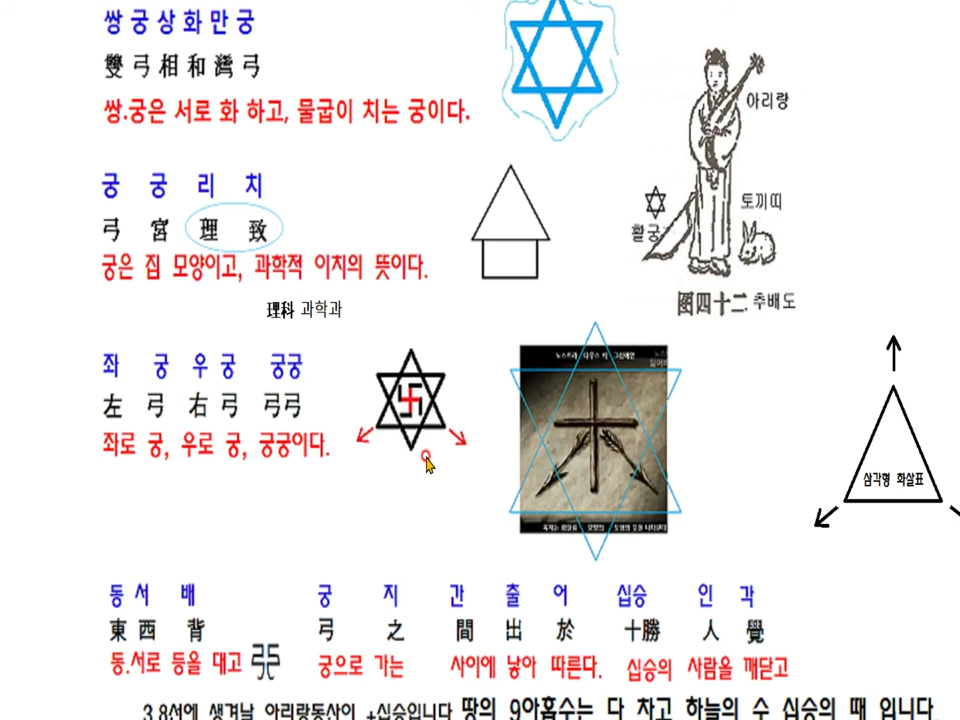 쌍 궁 상 화 만 궁
雙 弓 相 和 灣 弓
쌍.궁은 서로 화 하고, 물굽이 치는 궁이다.
아리랑
궁 궁 리 치
弓 宮 理 致
토끼띠
활궁
궁은 집 모양이고, 과학적 이치의 뜻이다.
理科 과학과
圖四十二. 추배도
좌 궁 우 궁 궁궁
左 弓 右 弓 弓弓
좌로 궁, 우로 궁, 궁궁이다.
卐
삼각형 화살표
동 서 배 궁 지 간 출 어 십승 인 각
東 西 背 弓 之 間 出 於 十勝 人 覺
동.서로 등을 대고 궁으로 가는 사이에 낳아 따른다. 십승의 사람을 깨닫고
3.8선에 생겨날 아리랑동산이 +십승입니다 땅의 9아홉수는 다 차고 하늘의 수 십승의 때 입니다